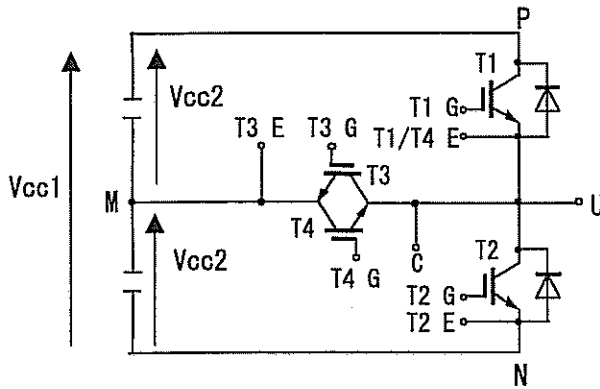 P
T1
Vcc2
T1 G
T3 E
T3 G
T1/T4 E
T3
Vcc1
M
U
T4
T2
Vcc2
C
T4 G
T2 G
T2 E
N